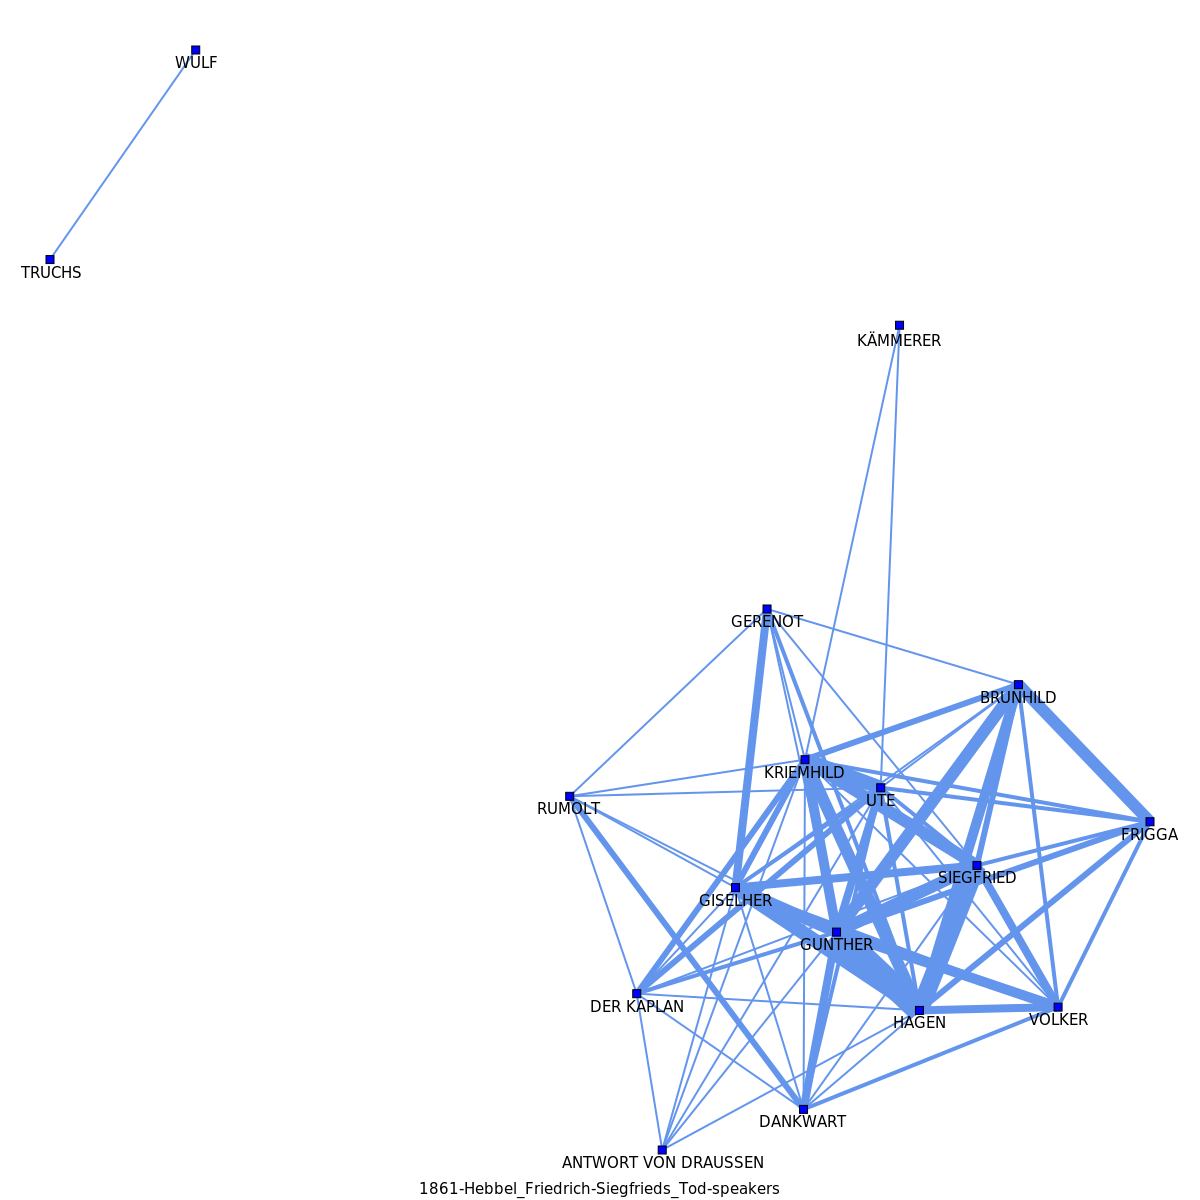 WULF
TRUCHS
KÄMMERER
GERENOT
BRUNHILD
KRIEMHILD
UTE
RUMOLT
FRIGGA
SIEGFRIED
GISELHER
GUNTHER
DER KAPLAN
HAGEN
VOLKER
DANKWART
ANTWORT VON DRAUSSEN
1861-Hebbel_Friedrich-Siegfrieds_Tod-speakers